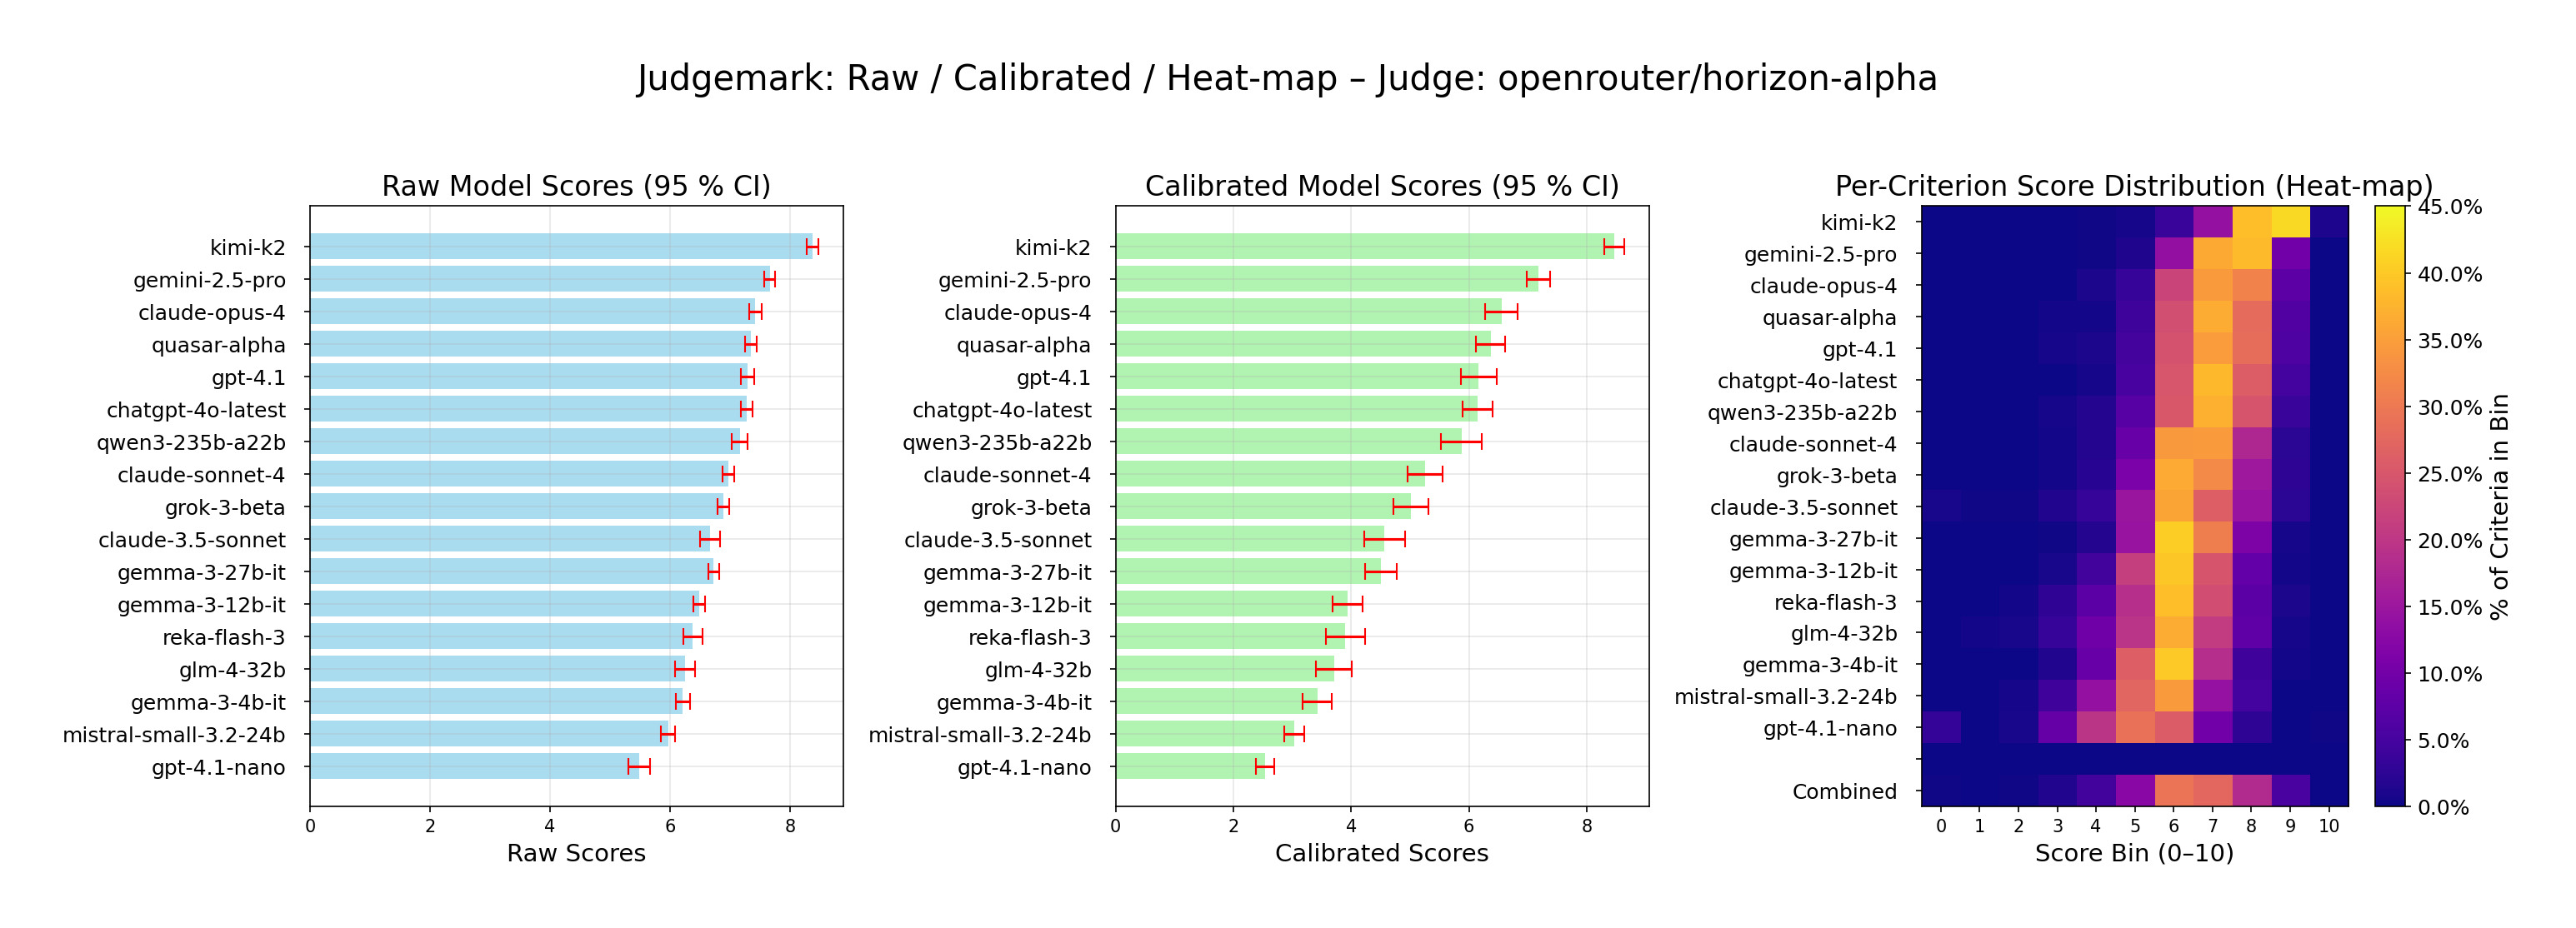 Judgemark: Raw / Calibrated / Heat-map – Judge: openrouter/horizon-alpha
Raw Model Scores (95 % CI)
kimi-k2
gemini-2.5-pro
claude-opus-4
quasar-alpha
gpt-4.1
chatgpt-4o-latest
qwen3-235b-a22b
claude-sonnet-4
grok-3-beta
claude-3.5-sonnet
gemma-3-27b-it
gemma-3-12b-it
reka-flash-3
glm-4-32b
gemma-3-4b-it
mistral-small-3.2-24b
gpt-4.1-nano
0 2 4 6 8
Raw Scores
Calibrated Model Scores (95 % CI)
kimi-k2
gemini-2.5-pro
claude-opus-4
quasar-alpha
gpt-4.1
chatgpt-4o-latest
qwen3-235b-a22b
claude-sonnet-4
grok-3-beta
claude-3.5-sonnet
gemma-3-27b-it
gemma-3-12b-it
reka-flash-3
glm-4-32b
gemma-3-4b-it
mistral-small-3.2-24b
gpt-4.1-nano
0 2 4 6 8
Calibrated Scores
Per-Criterion Score Distribution (Heat-map)
kimi-k2
gemini-2.5-pro
claude-opus-4
quasar-alpha
gpt-4.1
chatgpt-4o-latest
qwen3-235b-a22b
claude-sonnet-4
grok-3-beta
claude-3.5-sonnet
gemma-3-27b-it
gemma-3-12b-it
reka-flash-3
glm-4-32b
gemma-3-4b-it
mistral-small-3.2-24b
gpt-4.1-nano
Combined
0 1 2 3 4 5 6 7 8 9 10
Score Bin (0–10)
45.0%
40.0%
35.0%
30.0%
25.0%
20.0%
15.0%
10.0%
5.0%
0.0%
% of Criteria in Bin